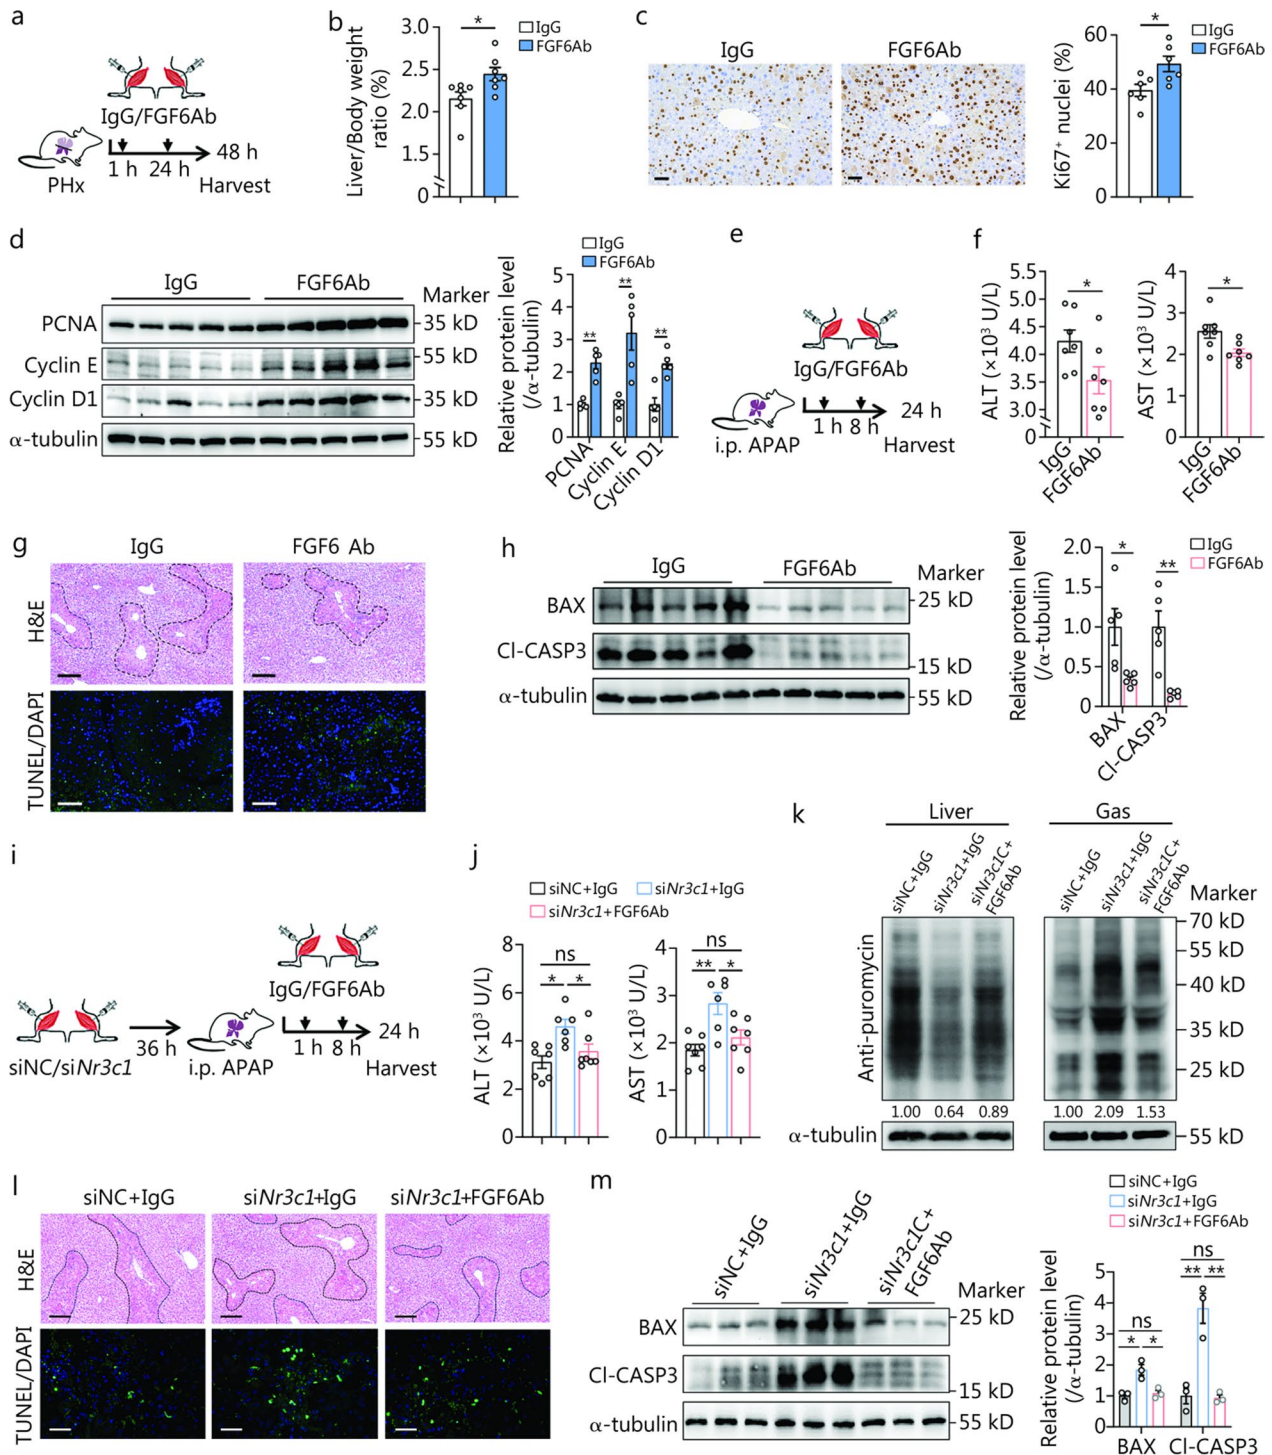 a
IgG/FGF6Ab
PHx
1 h
24 h
48 h
Harvest
b
Liver/Body weight
ratio (%)
3.0
2.5
2.0
1.5
0
*
IgG
FGF6Ab
c
IgG
FGF6Ab
Ki67⁺ nuclei (%)
60
40
20
0
*
IgG
FGF6Ab
d
IgG
FGF6Ab
Marker
PCNA
35 kD
Cyclin E
55 kD
Cyclin D1
35 kD
α-tubulin
55 kD
IgG
FGF6Ab
Relative protein level
(/α-tubulin)
5
4
3
2
1
0
**
**
**
PCNA
Cyclin E
Cyclin D1
e
IgG/FGF6Ab
i.p. APAP
1 h
8 h
24 h
Harvest
f
ALT (×10³ U/L)
5.5
5.0
4.5
4.0
3.5
3.0
0
*
IgG
FGF6Ab
AST (×10³ U/L)
4
3
2
1
0
*
IgG
FGF6Ab
g
IgG
FGF6 Ab
H&E
TUNEL/DAPI
h
IgG
FGF6Ab
Marker
BAX
25 kD
Cl-CASP3
15 kD
α-tubulin
55 kD
Relative protein level
(/α-tubulin)
2.0
1.5
1.0
0.5
0
*
**
IgG
FGF6Ab
BAX
Cl-CASP3
i
siNC/siNr3c1
36 h
i.p. APAP
IgG/FGF6Ab
1 h
8 h
24 h
Harvest
j
siNC+IgG
siNr3c1+IgG
siNr3c1+FGF6Ab
ALT (×10³ U/L)
8
6
4
2
0
ns
*
*
AST (×10³ U/L)
4
3
2
1
0
ns
**
*
k
Liver
Gas
siNC+IgG
siNr3c1+IgG
siNr3c1C+
FGF6Ab
siNC+IgG
siNr3c1+IgG
siNr3c1C+
FGF6Ab
Marker
70 kD
55 kD
40 kD
35 kD
25 kD
Anti-puromycin
1.00
0.64
0.89
1.00
2.09
1.53
α-tubulin
55 kD
l
siNC+IgG
siNr3c1+IgG
siNr3c1+FGF6Ab
H&E
TUNEL/DAPI
m
siNC+IgG
siNr3c1+IgG
siNr3c1C+
FGF6Ab
Marker
BAX
25 kD
Cl-CASP3
15 kD
α-tubulin
55 kD
siNC+IgG
siNr3c1+IgG
siNr3c1+FGF6Ab
Relative protein level
(/α-tubulin)
5
4
3
2
1
0
ns
*
*
ns
**
**
BAX
Cl-CASP3